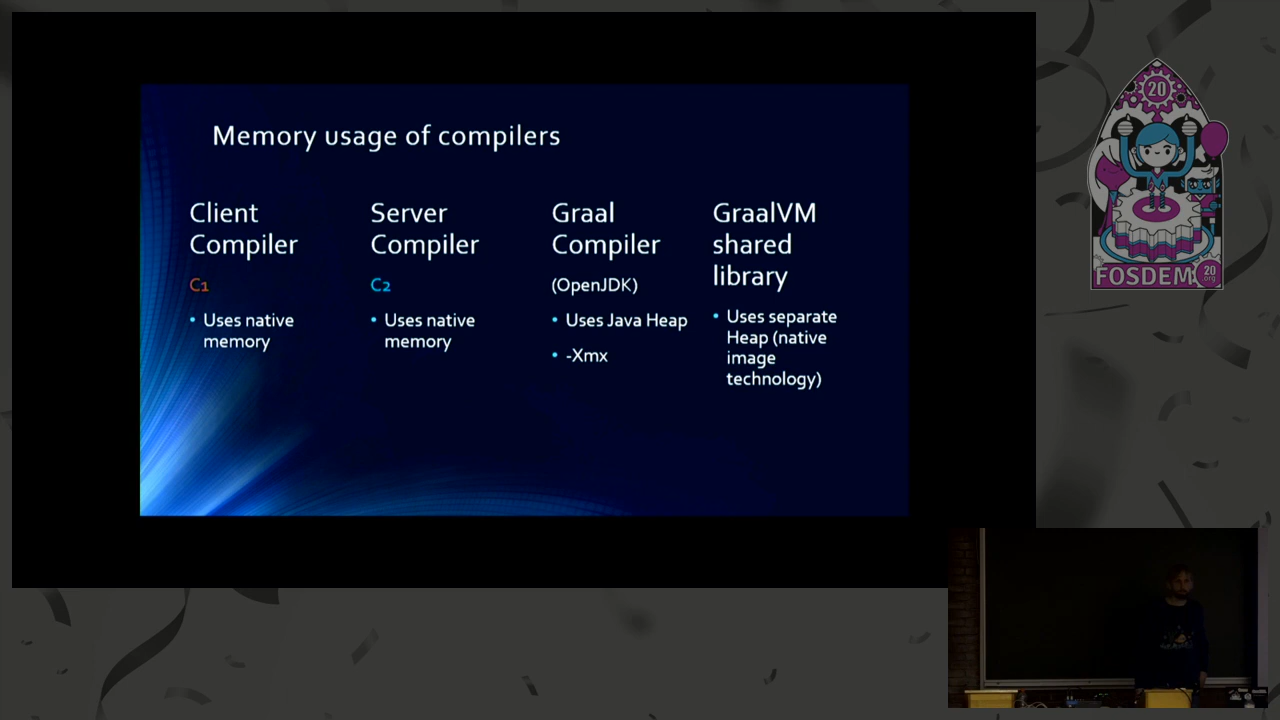 Memory usage of compilers
Client
Compiler
C1
• Uses native
memory
Server
Compiler
C2
• Uses native
memory
Graal
Compiler
(OpenJDK)
• Uses Java Heap
• -Xmx
GraalVM
shared
library
• Uses separate
Heap (native
image
technology)
20
FOSDEM
20
.org